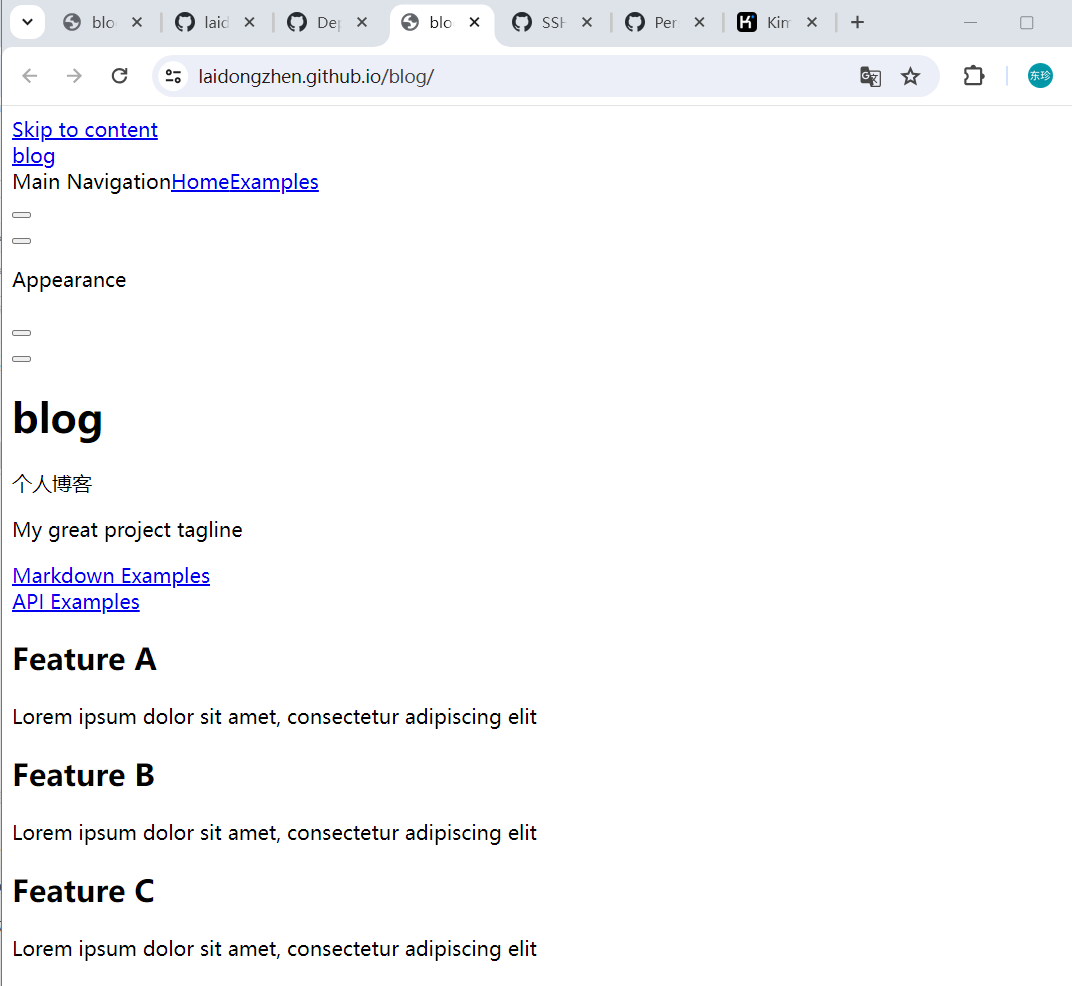 blo
laid
Dep
blo
SSH
Per
Kim
laidongzhen.github.io/blog/
东珍
Skip to content
blog
Main NavigationHomeExamples
Appearance
blog
个人博客
My great project tagline
Markdown Examples
API Examples
Feature A
Lorem ipsum dolor sit amet, consectetur adipiscing elit
Feature B
Lorem ipsum dolor sit amet, consectetur adipiscing elit
Feature C
Lorem ipsum dolor sit amet, consectetur adipiscing elit